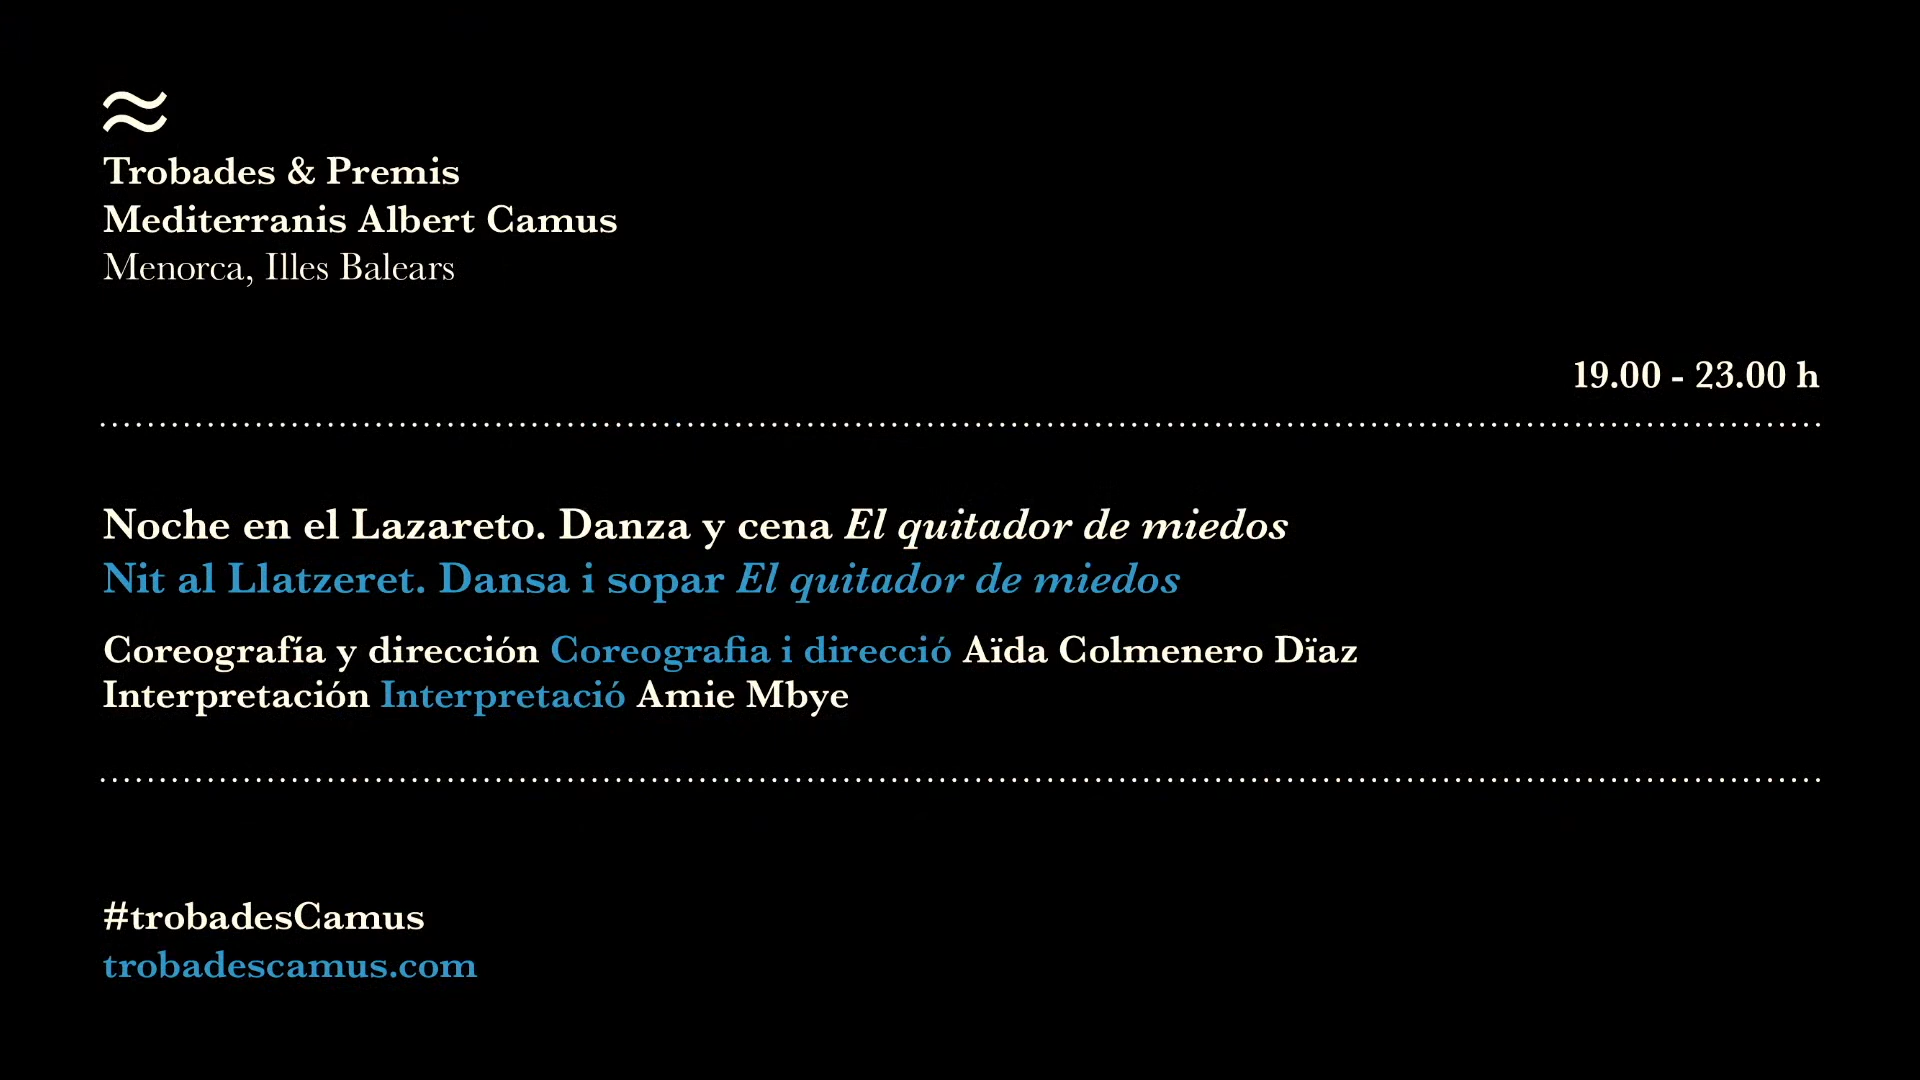 Trobades & Premis
Mediterranis Albert Camus
Menorca, Illes Balears
19.00 - 23.00 h
Noche en el Lazareto. Danza y cena El quitador de miedos
Nit al Llatzeret. Dansa i sopar El quitador de miedos
Coreografía y dirección Coreografia i direcció Aïda Colmenero Dïaz
Interpretación Interpretació Amie Mbye
#trobadesCamus
trobadescamus.com